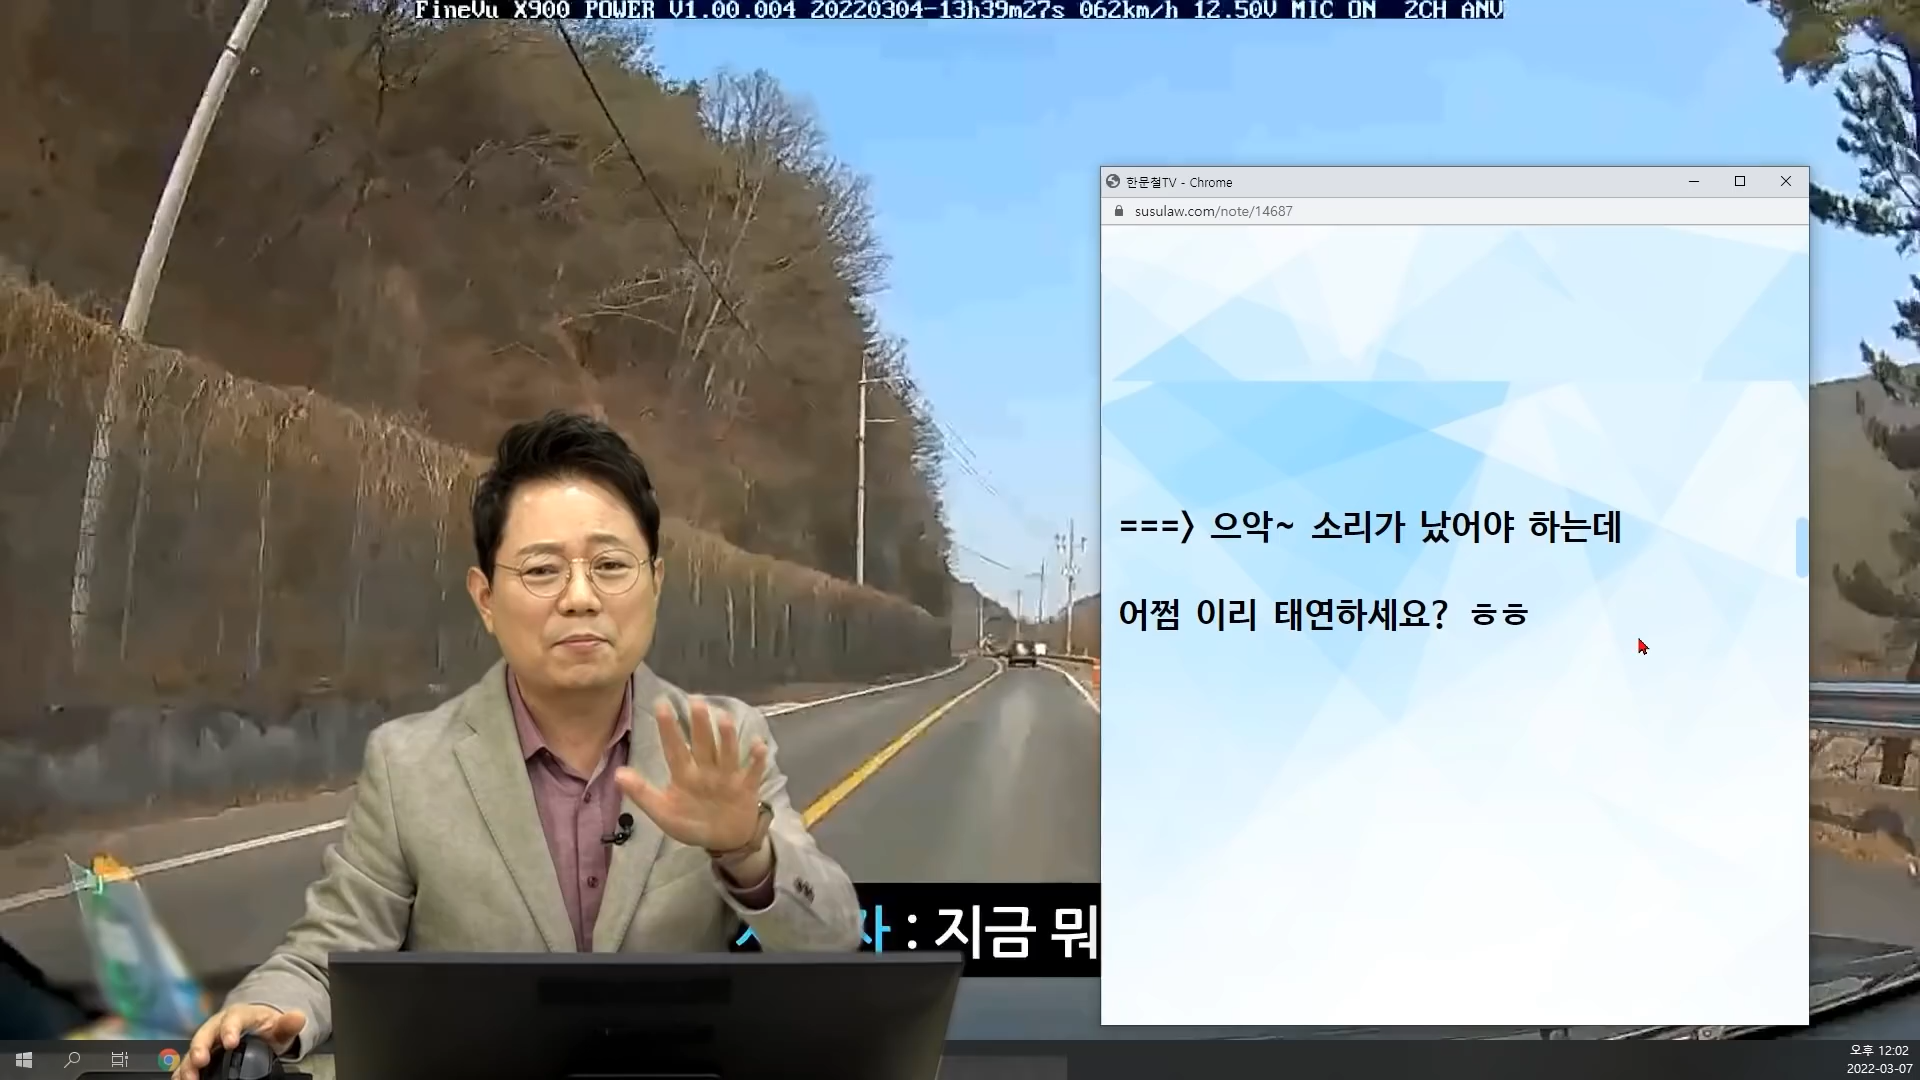 FineVu X900 POWER V1.00.004 20220304-13h39m27s 062km/h 12.50V MIC ON 2CH ANV
한문철TV - Chrome
susulaw.com/note/14687
===> 으악~ 소리가 났어야 하는데
어쩜 이리 태연하세요? ㅎㅎ
자 : 지금 뭐
오후 12:02
2022-03-07